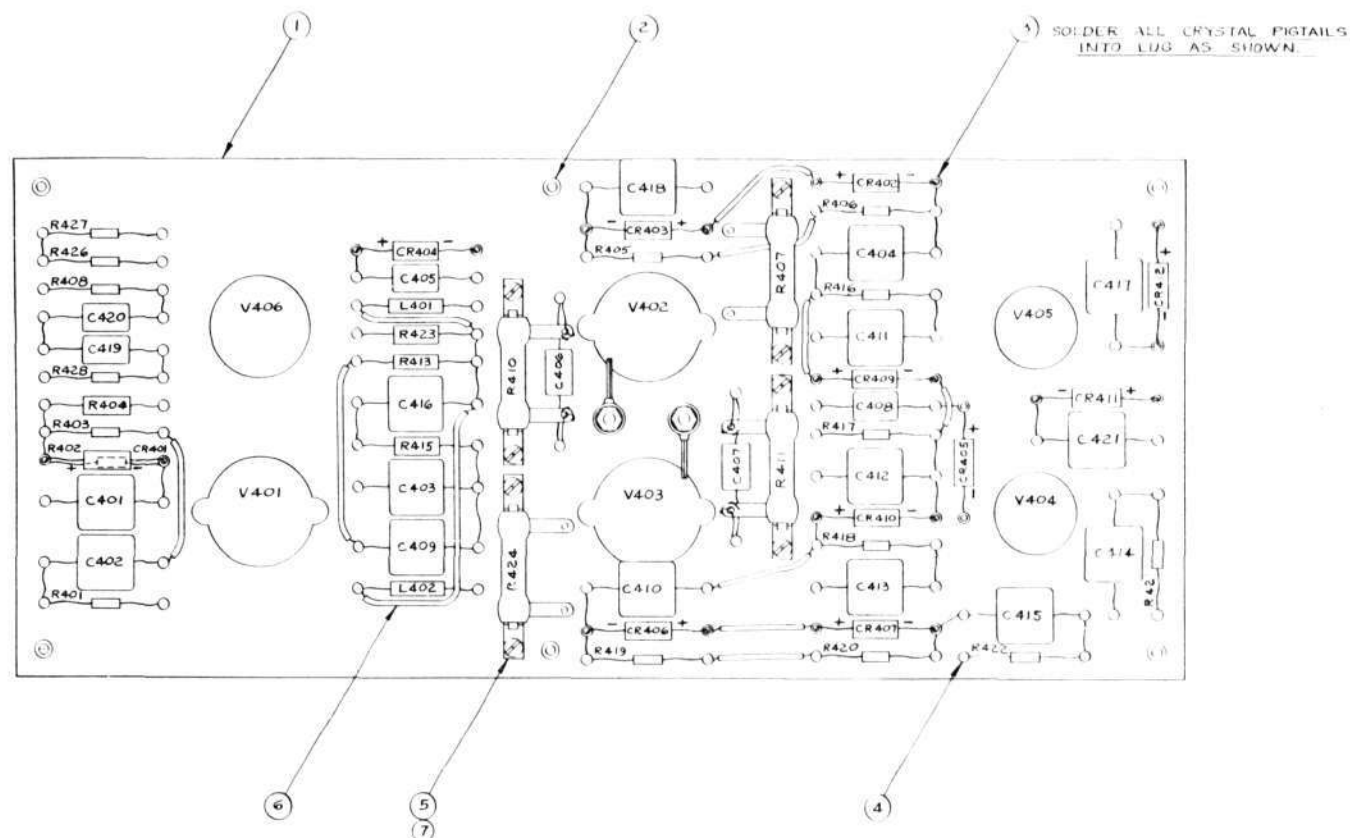 1
2
3 SOLDER ALL CRYSTAL PIGTAILS
INTO LUG AS SHOWN.
R427
R426
R408
C420
C419
R428
R404
R403
R402 CR401
C401
C402
R401
V406
V401
+ CR404 -
C405
L401
R423
R413
C416
R415
C403
C409
L402
R410
R424
C406
C418
- CR403 +
R405
V402
V403
C407
C410
- CR406 +
R419
R407
R411
+ CR402 -
R406
C404
R416
C411
+ CR409 -
C408
R417
C412
+ CR410 -
R418
C413
+ CR407 -
R420
CR405 + -
V405
V404
C417
+ -
- CR411 +
C421
C414
C415
R422
6
5
7
4